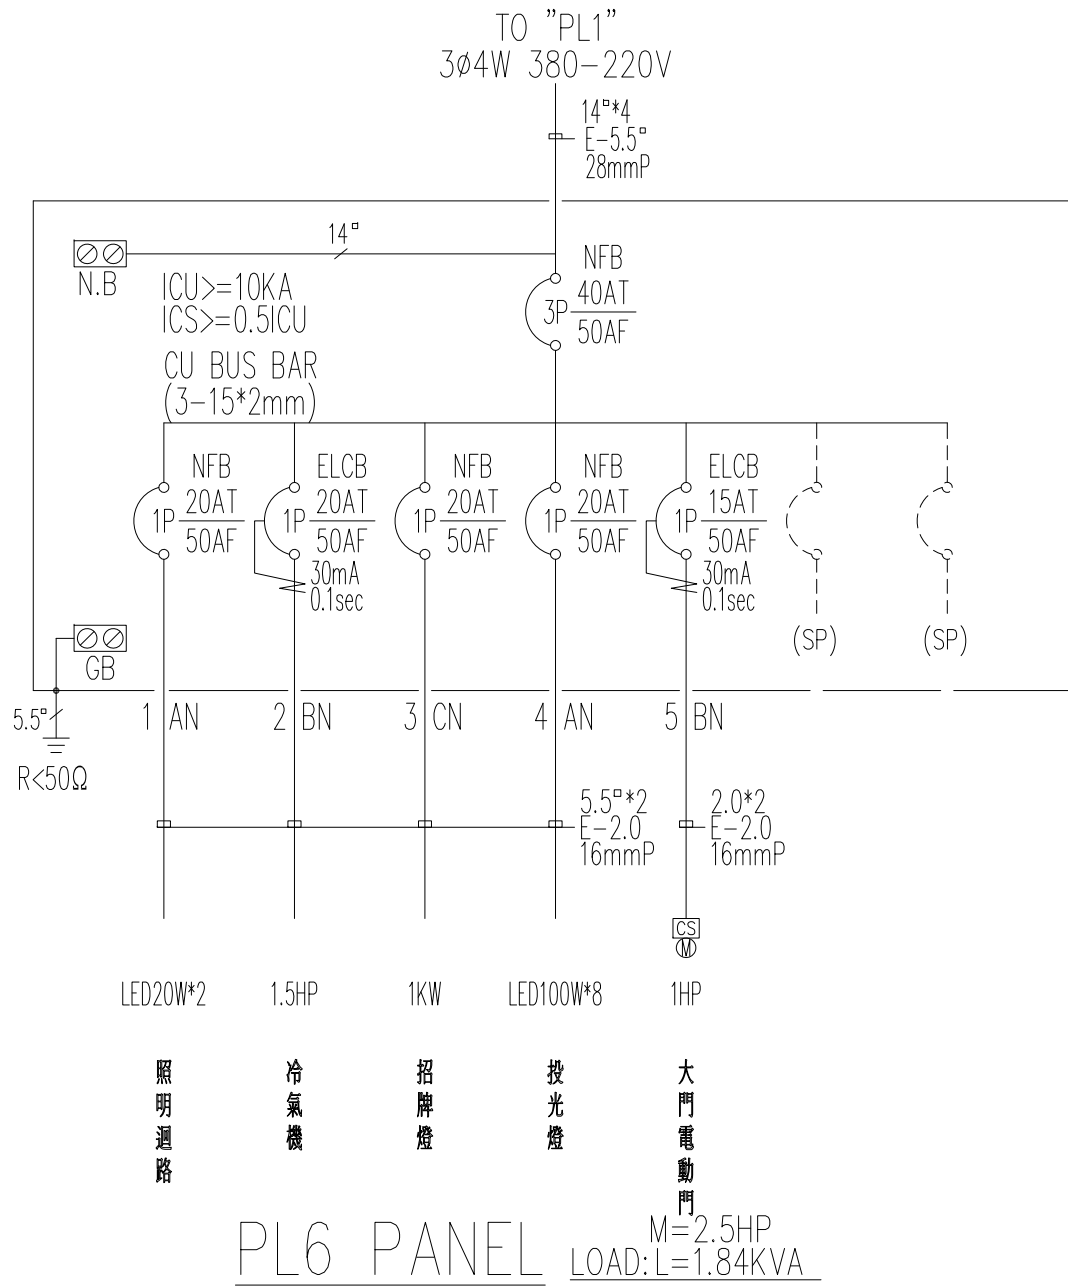 TO "PL1"
3ø4W 380-220V
14□*4
E-5.5□
28mmP
14□
N.B
ICU>=10KA
ICS>=0.5ICU
CU BUS BAR
(3-15*2mm)
NFB
3P 40AT
50AF
NFB
1P 20AT
50AF
ELCB
1P 20AT
50AF
30mA
0.1sec
NFB
1P 20AT
50AF
NFB
1P 20AT
50AF
ELCB
1P 15AT
50AF
30mA
0.1sec
(SP)
(SP)
GB
5.5□
R<50Ω
1 AN
2 BN
3 CN
4 AN
5 BN
5.5□*2
E-2.0
16mmP
2.0*2
E-2.0
16mmP
CS
M
LED20W*2
1.5HP
1KW
LED100W*8
1HP
照明迴路
冷氣機
招牌燈
投光燈
大門電動門
PL6 PANEL
M=2.5HP
LOAD:L=1.84KVA